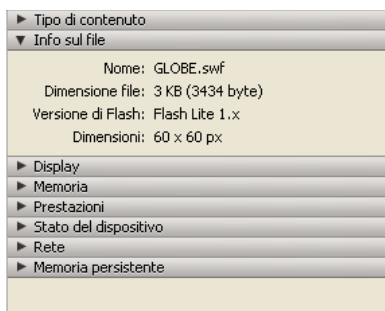 Tipo di contenuto
Info sul file
Nome: GLOBE.swf
Dimensione file: 3 KB (3434 byte)
Versione di Flash: Flash Lite 1.x
Dimensioni: 60 x 60 px
Display
Memoria
Prestazioni
Stato del dispositivo
Rete
Memoria persistente